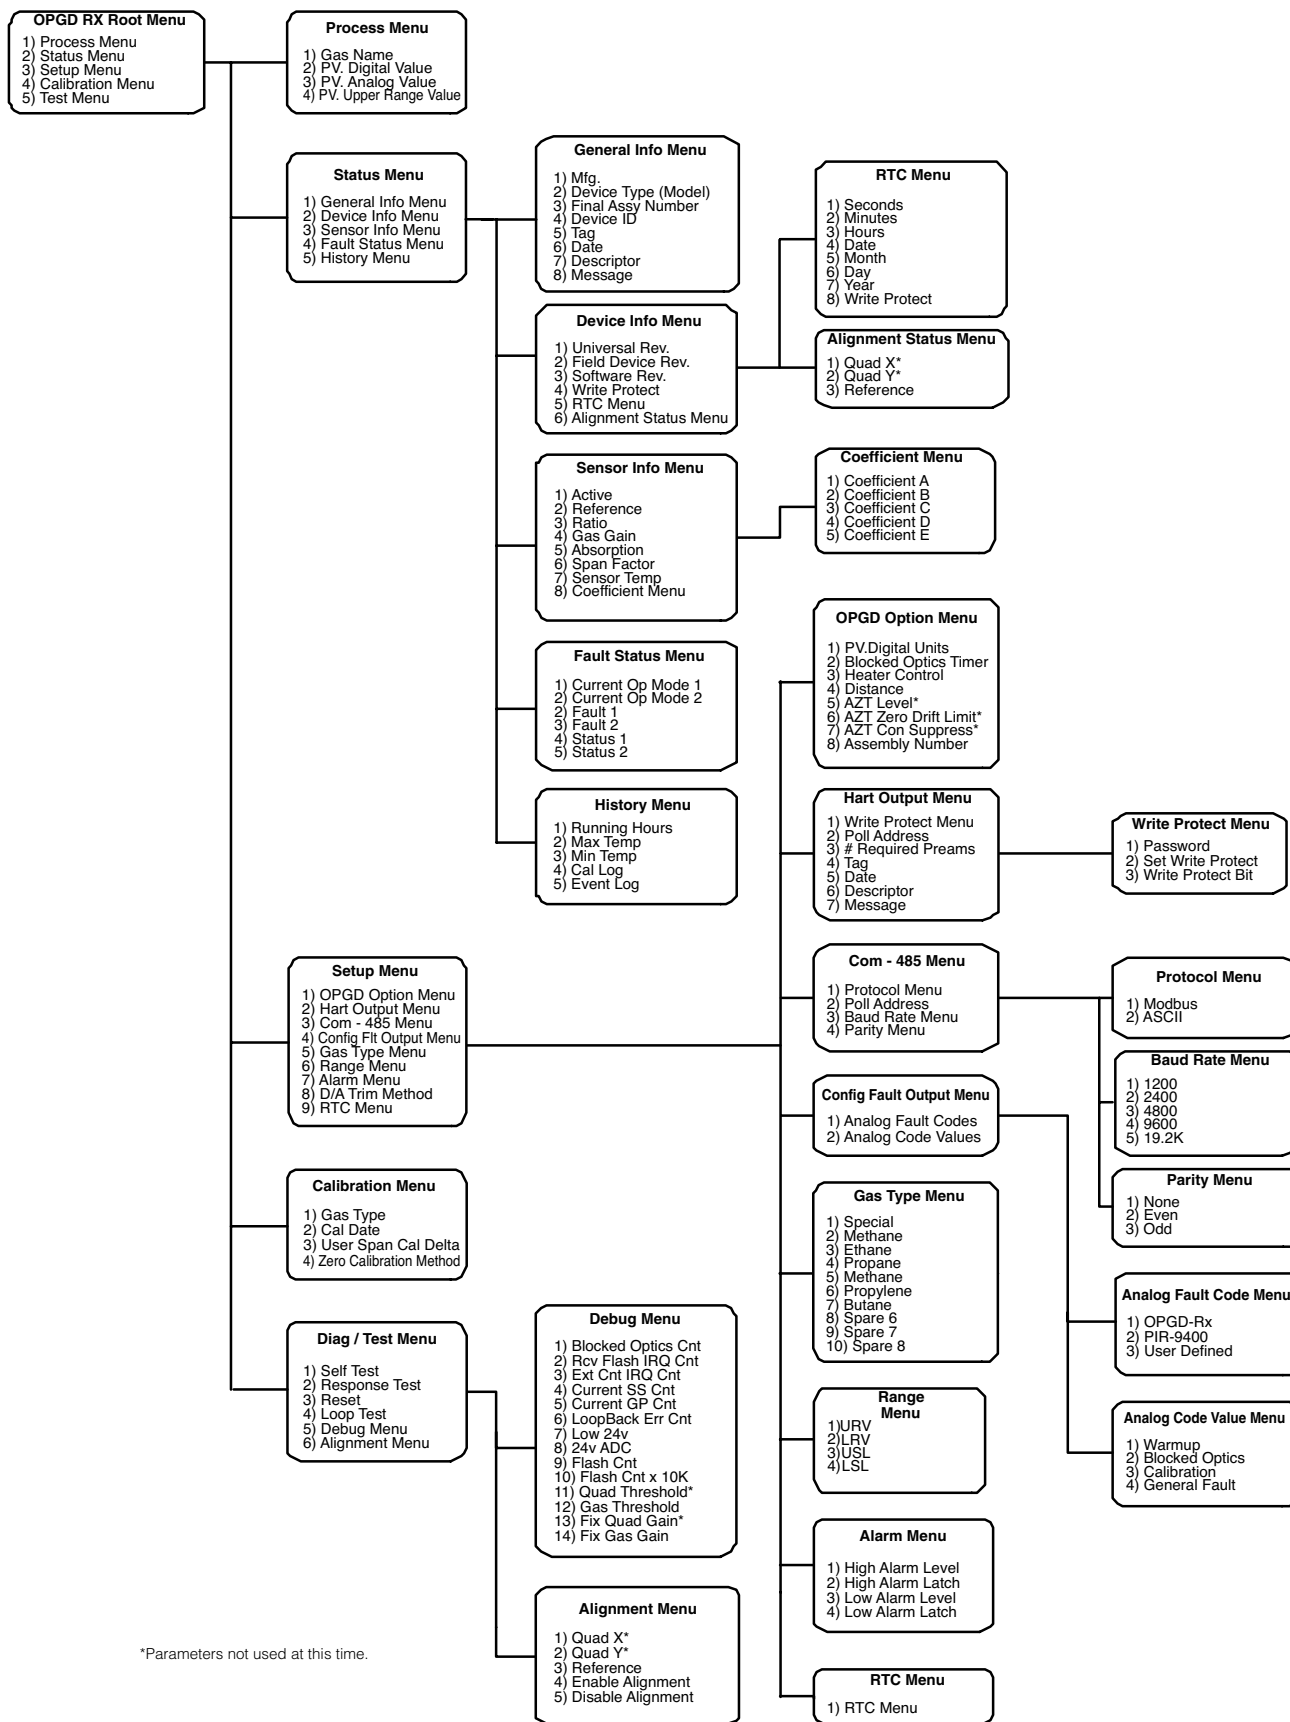 OPGD RX Root Menu
1) Process Menu
2) Status Menu
3) Setup Menu
4) Calibration Menu
5) Test Menu
Process Menu
1) Gas Name
2) PV. Digital Value
3) PV. Analog Value
4) PV. Upper Range Value
Status Menu
1) General Info Menu
2) Device Info Menu
3) Sensor Info Menu
4) Fault Status Menu
5) History Menu
General Info Menu
1) Mfg.
2) Device Type (Model)
3) Final Assy Number
4) Device ID
5) Tag
6) Date
7) Descriptor
8) Message
RTC Menu
1) Seconds
2) Minutes
3) Hours
4) Date
5) Month
6) Day
7) Year
8) Write Protect
Device Info Menu
1) Universal Rev.
2) Field Device Rev.
3) Software Rev.
4) Write Protect
5) RTC Menu
6) Alignment Status Menu
Alignment Status Menu
1) Quad X*
2) Quad Y*
3) Reference
Sensor Info Menu
1) Active
2) Reference
3) Ratio
4) Gas Gain
5) Absorption
6) Span Factor
7) Sensor Temp
8) Coefficient Menu
Coefficient Menu
1) Coefficient A
2) Coefficient B
3) Coefficient C
4) Coefficient D
5) Coefficient E
Fault Status Menu
1) Current Op Mode 1
2) Current Op Mode 2
2) Fault 1
3) Fault 2
4) Status 1
5) Status 2
History Menu
1) Running Hours
2) Max Temp
3) Min Temp
4) Cal Log
5) Event Log
OPGD Option Menu
1) PV.Digital Units
2) Blocked Optics Timer
3) Heater Control
4) Distance
5) AZT Level*
6) AZT Zero Drift Limit*
7) AZT Con Suppress*
8) Assembly Number
Hart Output Menu
1) Write Protect Menu
2) Poll Address
3) # Required Preams
4) Tag
5) Date
6) Descriptor
7) Message
Write Protect Menu
1) Password
2) Set Write Protect
3) Write Protect Bit
Setup Menu
1) OPGD Option Menu
2) Hart Output Menu
3) Com - 485 Menu
4) Config Flt Output Menu
5) Gas Type Menu
6) Range Menu
7) Alarm Menu
8) D/A Trim Method
9) RTC Menu
Com - 485 Menu
1) Protocol Menu
2) Poll Address
3) Baud Rate Menu
4) Parity Menu
Protocol Menu
1) Modbus
2) ASCII
Baud Rate Menu
1) 1200
2) 2400
3) 4800
4) 9600
5) 19.2K
Parity Menu
1) None
2) Even
3) Odd
Config Fault Output Menu
1) Analog Fault Codes
2) Analog Code Values
Calibration Menu
1) Gas Type
2) Cal Date
3) User Span Cal Delta
4) Zero Calibration Method
Gas Type Menu
1) Special
2) Methane
3) Ethane
4) Propane
5) Methane
6) Propylene
7) Butane
8) Spare 6
9) Spare 7
10) Spare 8
Analog Fault Code Menu
1) OPGD-Rx
2) PIR-9400
3) User Defined
Analog Code Value Menu
1) Warmup
2) Blocked Optics
3) Calibration
4) General Fault
Diag / Test Menu
1) Self Test
2) Response Test
3) Reset
4) Loop Test
5) Debug Menu
6) Alignment Menu
Debug Menu
1) Blocked Optics Cnt
2) Rcv Flash IRQ Cnt
3) Ext Cnt IRQ Cnt
4) Current SS Cnt
5) Current GP Cnt
6) LoopBack Err Cnt
7) Low 24v
8) 24v ADC
9) Flash Cnt
10) Flash Cnt x 10K
11) Quad Threshold*
12) Gas Threshold
13) Fix Quad Gain*
14) Fix Gas Gain
Range
Menu
1)URV
2)LRV
3)USL
4)LSL
Alarm Menu
1) High Alarm Level
2) High Alarm Latch
3) Low Alarm Level
4) Low Alarm Latch
Alignment Menu
1) Quad X*
2) Quad Y*
3) Reference
4) Enable Alignment
5) Disable Alignment
RTC Menu
1) RTC Menu
*Parameters not used at this time.